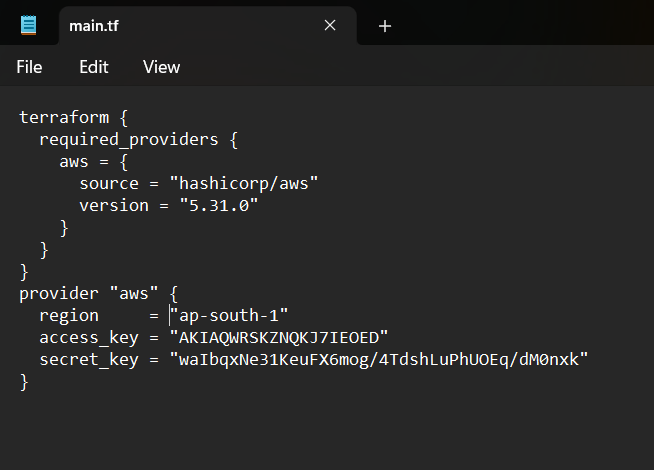 main.tf
File Edit View
terraform {
  required_providers {
    aws = {
      source = "hashicorp/aws"
      version = "5.31.0"
    }
  }
}
provider "aws" {
  region     = "ap-south-1"
  access_key = "AKIAQWRSKZNQKJ7IEOED"
  secret_key = "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"
}